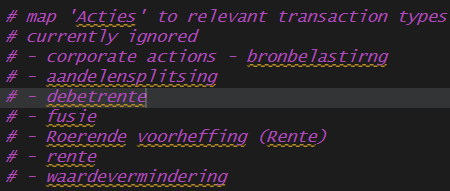 # map 'Acties' to relevant transaction types
# currently ignored
# - corporate actions - bronbelastirng
# - aandelensplitsing
# - debetrente
# - fusie
# - Roerende voorheffing (Rente)
# - rente
# - waardevermindering